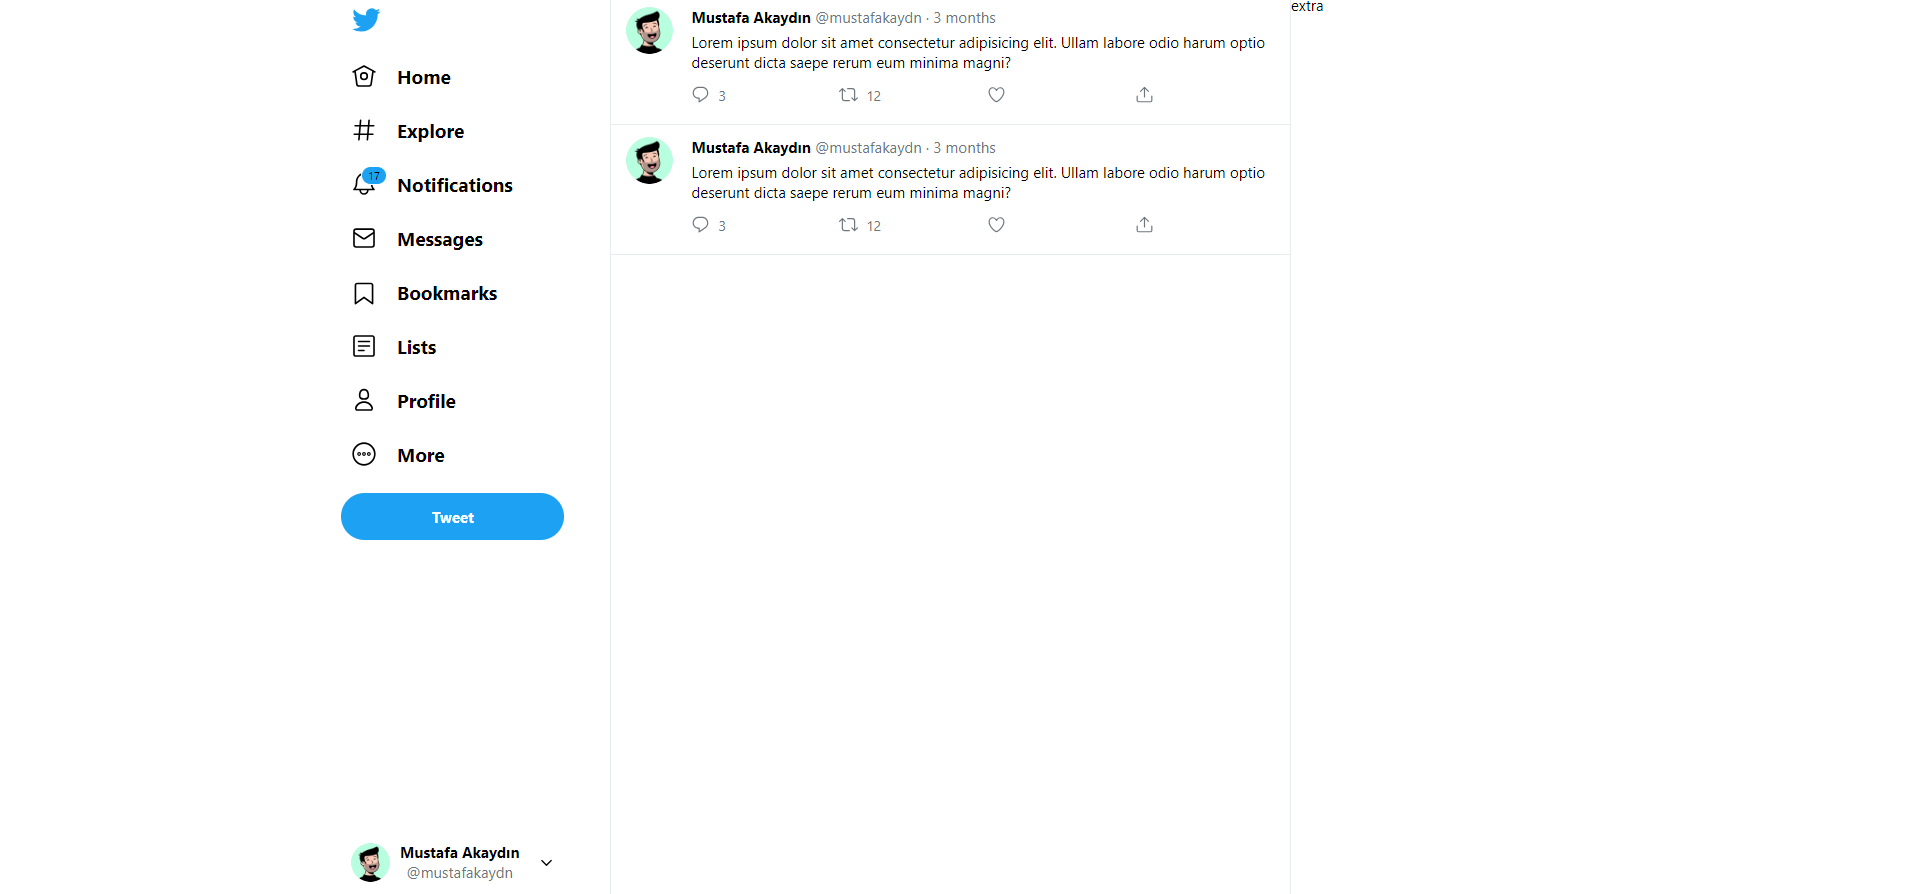 Home
Explore
17
Notifications
Messages
Bookmarks
Lists
Profile
More
Tweet
Mustafa Akaydın
@mustafakaydn
Mustafa Akaydın @mustafakaydn · 3 months
Lorem ipsum dolor sit amet consectetur adipisicing elit. Ullam labore odio harum optio
deserunt dicta saepe rerum eum minima magni?
3 12
Mustafa Akaydın @mustafakaydn · 3 months
Lorem ipsum dolor sit amet consectetur adipisicing elit. Ullam labore odio harum optio
deserunt dicta saepe rerum eum minima magni?
3 12
extra